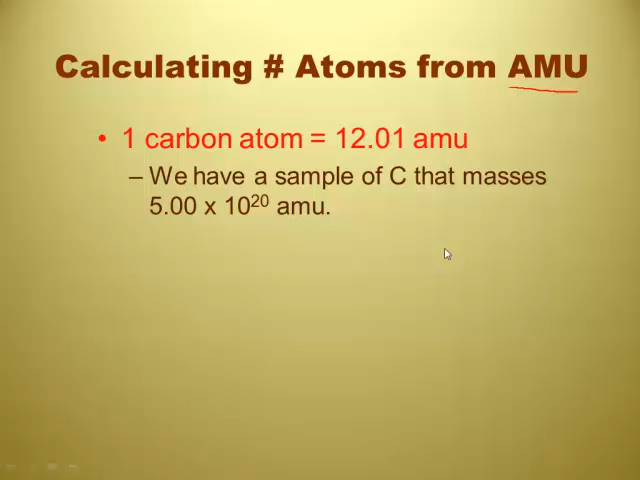 Calculating # Atoms from AMU
• 1 carbon atom = 12.01 amu
– We have a sample of C that masses
5.00 x 10²⁰ amu.